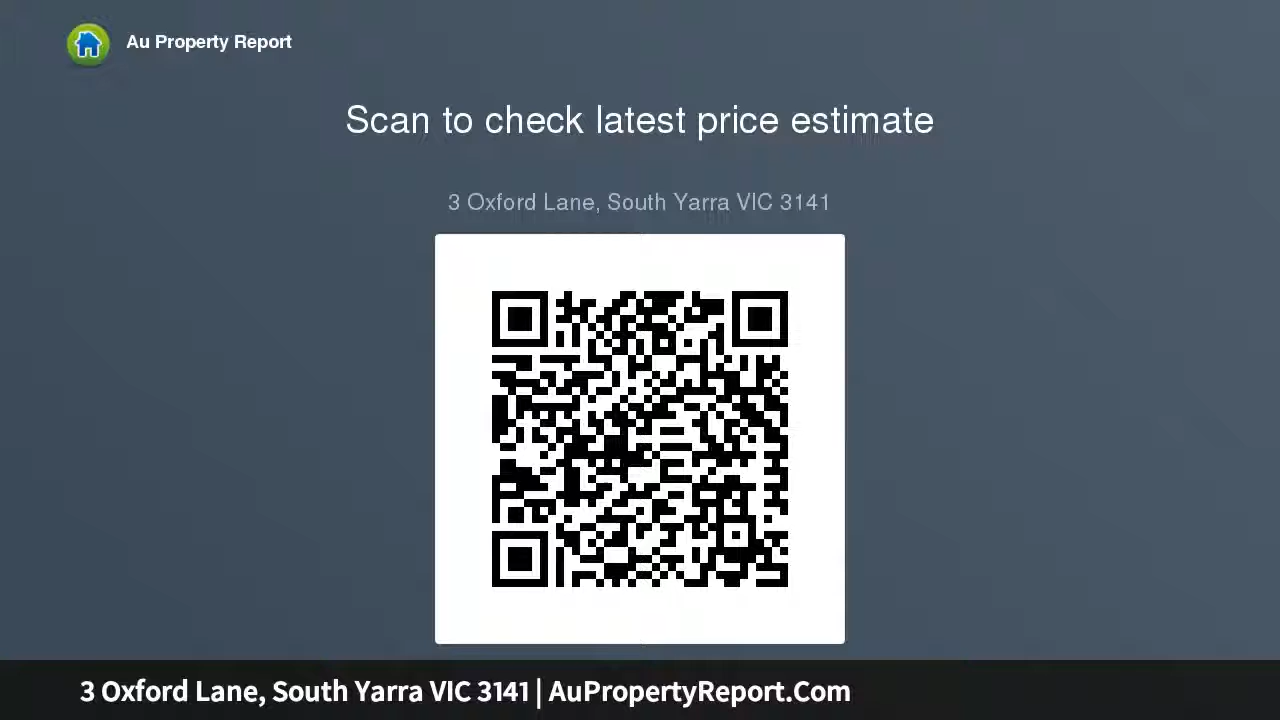 Au Property Report
Scan to check latest price estimate
3 Oxford Lane, South Yarra VIC 3141
3 Oxford Lane, South Yarra VIC 3141 | AuPropertyReport.Com